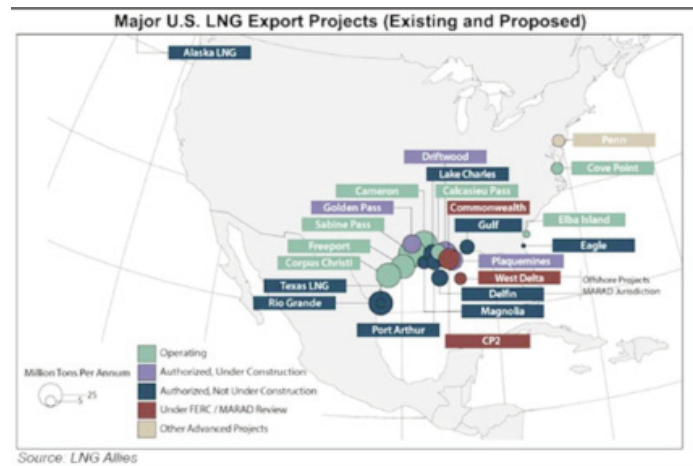 Major U.S. LNG Export Projects (Existing and Proposed)
Alaska LNG
Penn
Driftwood
Cove Point
Lake Charles
Cameron
Calcasieu Pass
Golden Pass
Commonwealth
Sabine Pass
Gulf
Elba Island
Freeport
Eagle
Corpus Christi
Plaquemines
Texas LNG
West Delta
Offshore Projects
MARAD Jurisdiction
Rio Grande
Delfin
Magnolia
Port Arthur
CP2
Million Tons Per Annum
25
5
Operating
Authorized, Under Construction
Authorized, Not Under Construction
Under FERC / MARAD Review
Other Advanced Projects
Source: LNG Allies